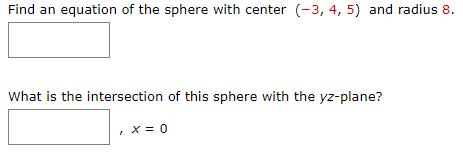 Find an equation of the sphere with center (-3, 4, 5) and radius 8.
What is the intersection of this sphere with the yz-plane?
, x = 0